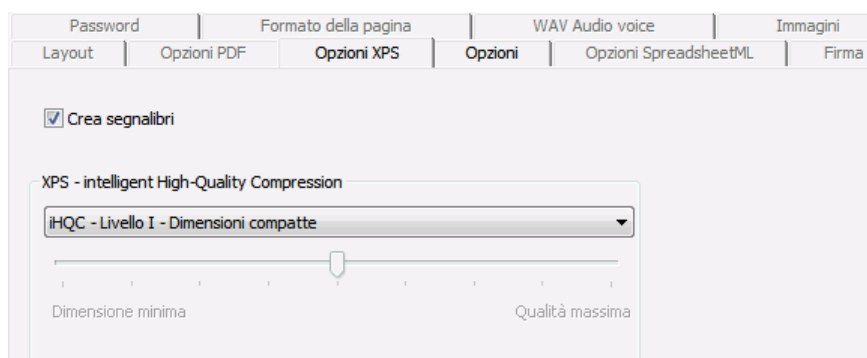 Password Formato della pagina WAV Audio voice Immagini
Layout Opzioni PDF Opzioni XPS Opzioni Opzioni SpreadsheetML Firma
Crea segnalibri
XPS - intelligent High-Quality Compression
iHQC - Livello I - Dimensioni compatte
Dimensione minima Qualità massima